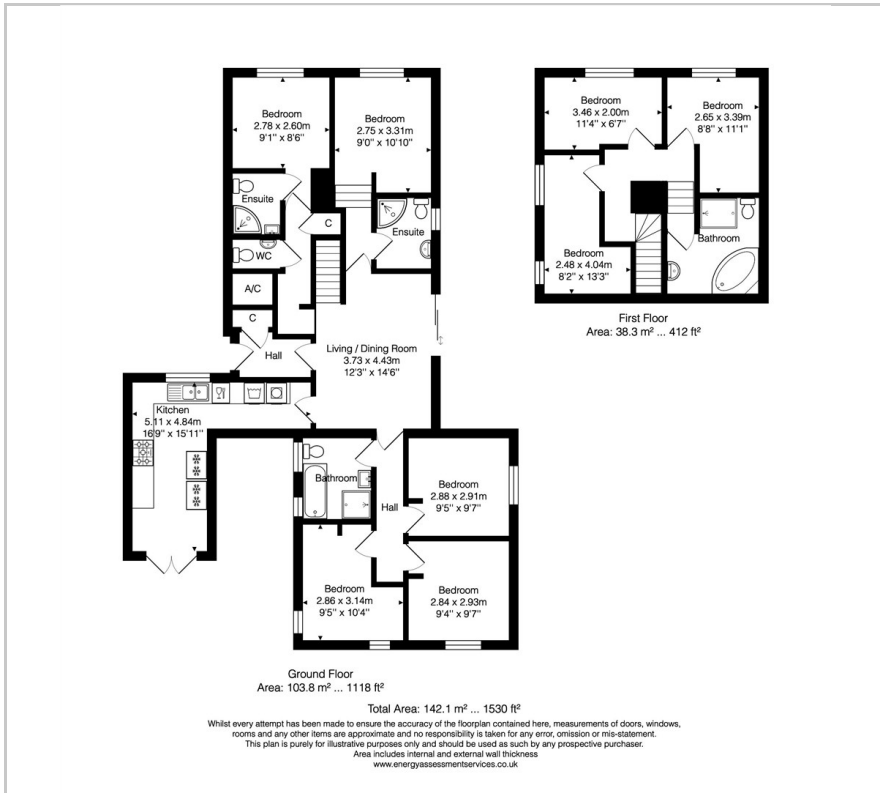 Bedroom
2.78 x 2.60m
9'1'' x 8'6''
Bedroom
2.75 x 3.31m
9'0'' x 10'10''
Ensuite
C
Ensuite
WC
A/C
C
Hall
Living / Dining Room
3.73 x 4.43m
12'3'' x 14'6''
Kitchen
5.11 x 4.84m
16'9'' x 15'11''
Bathroom
Hall
Bedroom
2.88 x 2.91m
9'5'' x 9'7''
Bedroom
2.86 x 3.14m
9'5'' x 10'4''
Bedroom
2.84 x 2.93m
9'4'' x 9'7''
Ground Floor
Area: 103.8 m² ... 1118 ft²
Bedroom
3.46 x 2.00m
11'4'' x 6'7''
Bedroom
2.65 x 3.39m
8'8'' x 11'1''
Bathroom
Bedroom
2.48 x 4.04m
8'2'' x 13'3''
First Floor
Area: 38.3 m² ... 412 ft²
Total Area: 142.1 m² ... 1530 ft²
Whilst every attempt has been made to ensure the accuracy of the floorplan contained here, measurements of doors, windows,
rooms and any other items are approximate and no responsibility is taken for any error, omission or mis-statement.
This plan is purely for illustrative purposes only and should be used as such by any prospective purchaser.
Area includes internal and external wall thickness
www.energyassessmentservices.co.uk